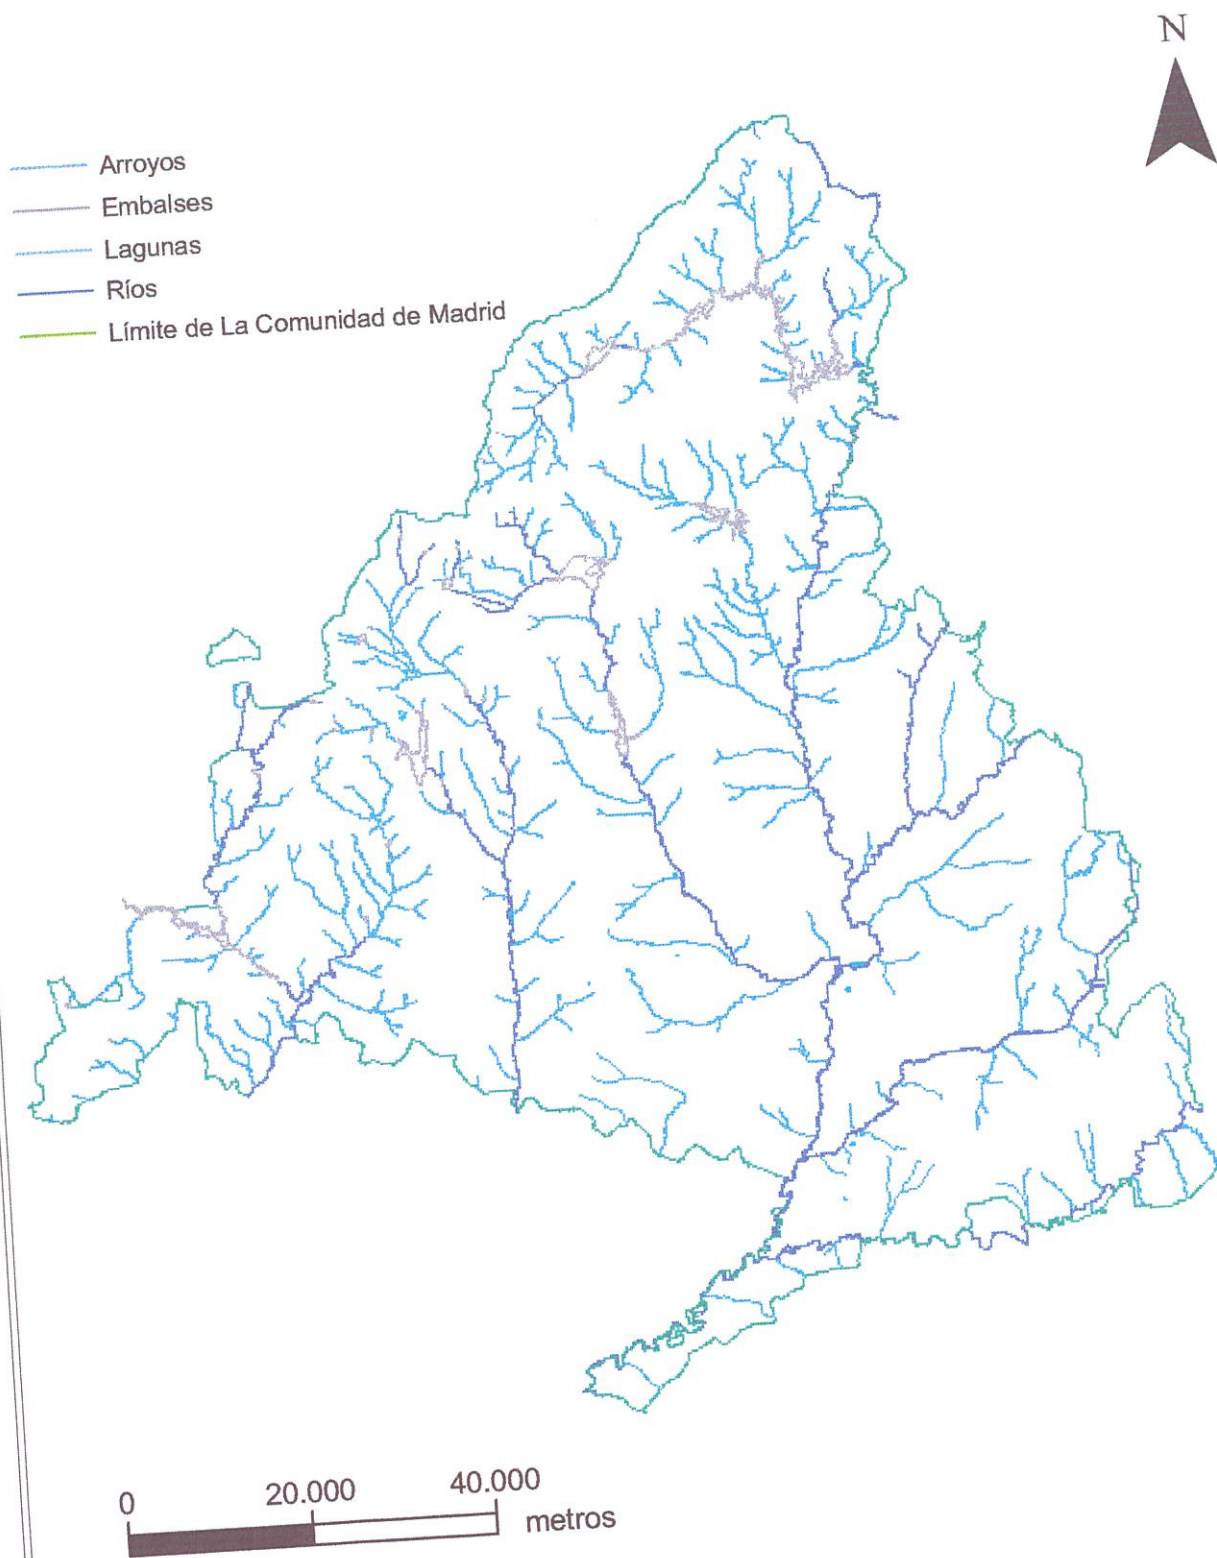 N
Arroyos
Embalses
Lagunas
Ríos
Límite de La Comunidad de Madrid
0 20.000 40.000
metros